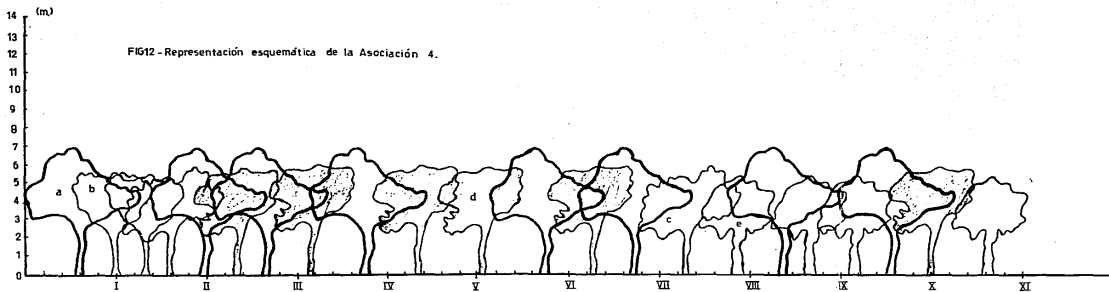 (m.)
14
13
12
11
10
9
8
7
6
5
4
3
2
1
0
FIG12-Representación esquemática de la Asociación 4.
a
b
d
c
e
I
II
III
IV
V
VI
VII
VIII
IX
X
XI